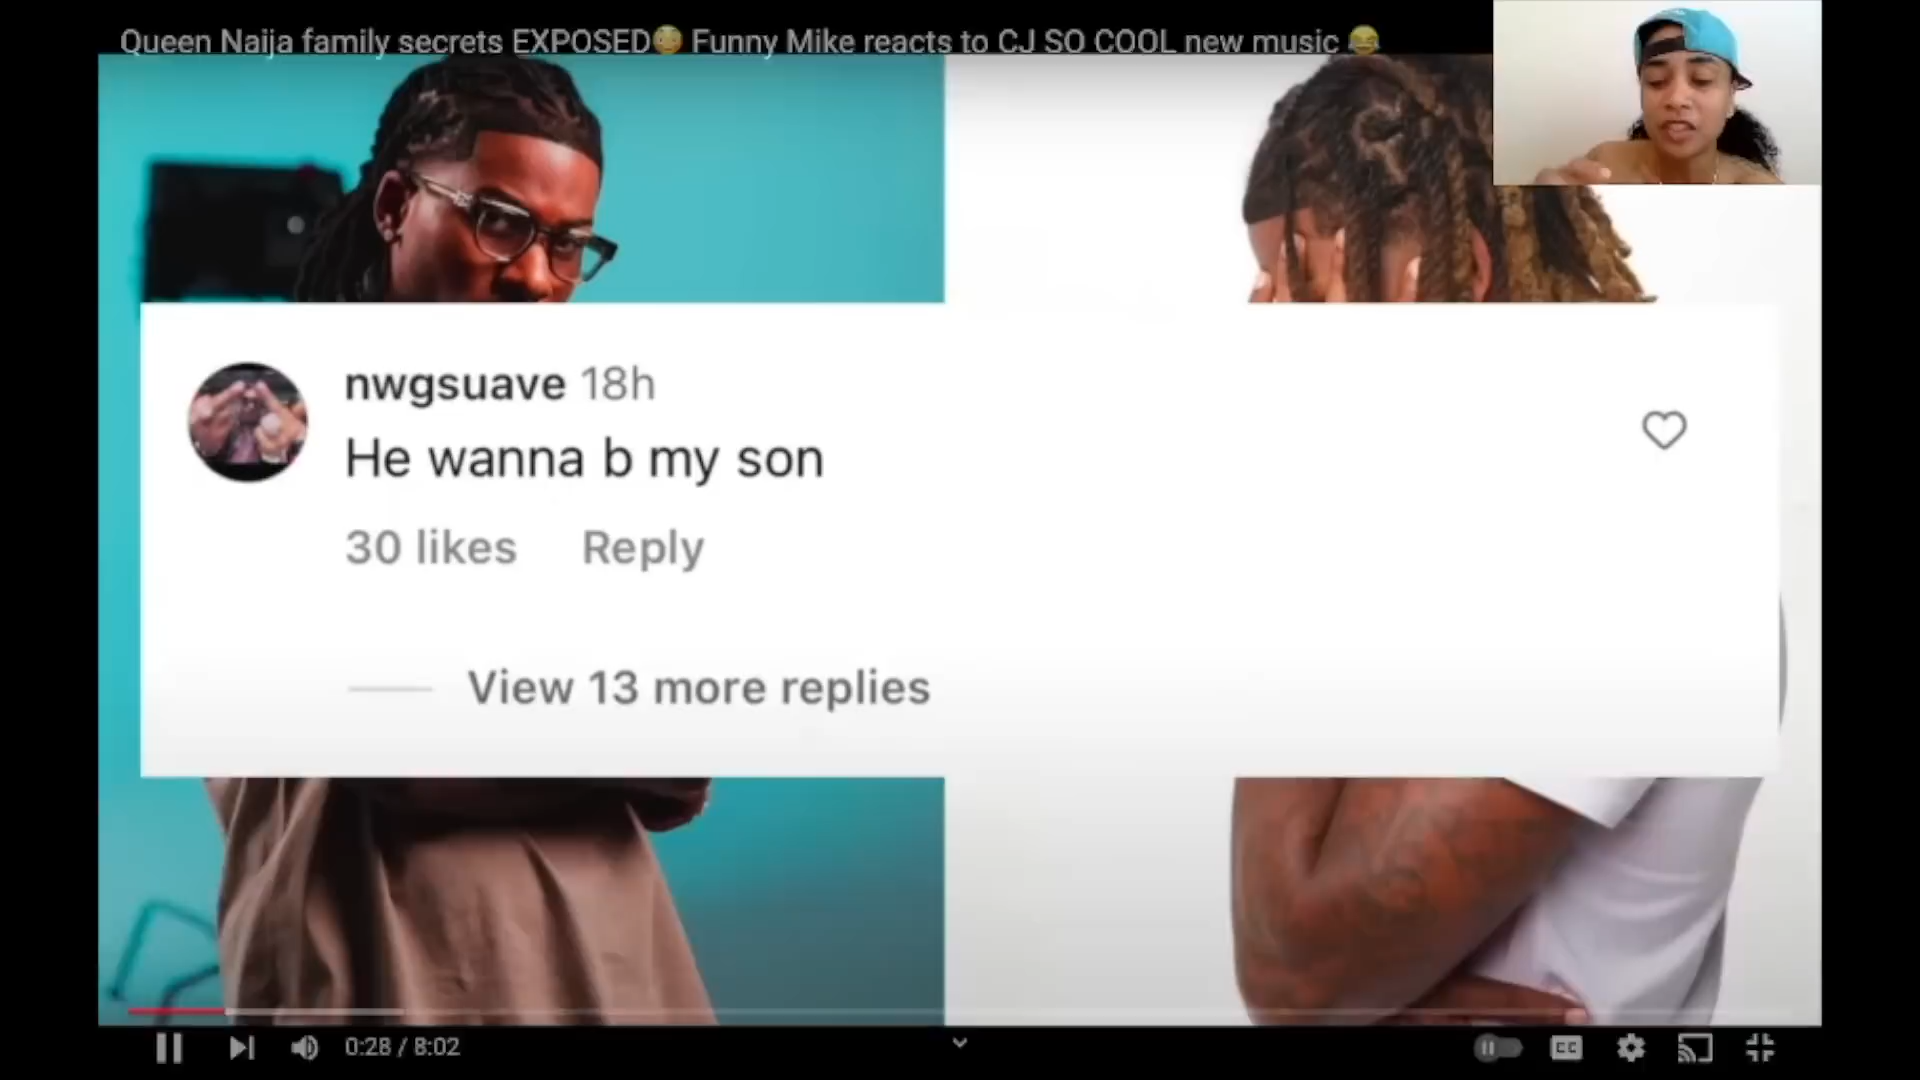 Queen Naija family secrets EXPOSED😳 Funny Mike reacts to CJ SO COOL new music 😂
nwgsuave 18h
He wanna b my son
30 likes Reply
View 13 more replies
0:28 / 8:02
CC